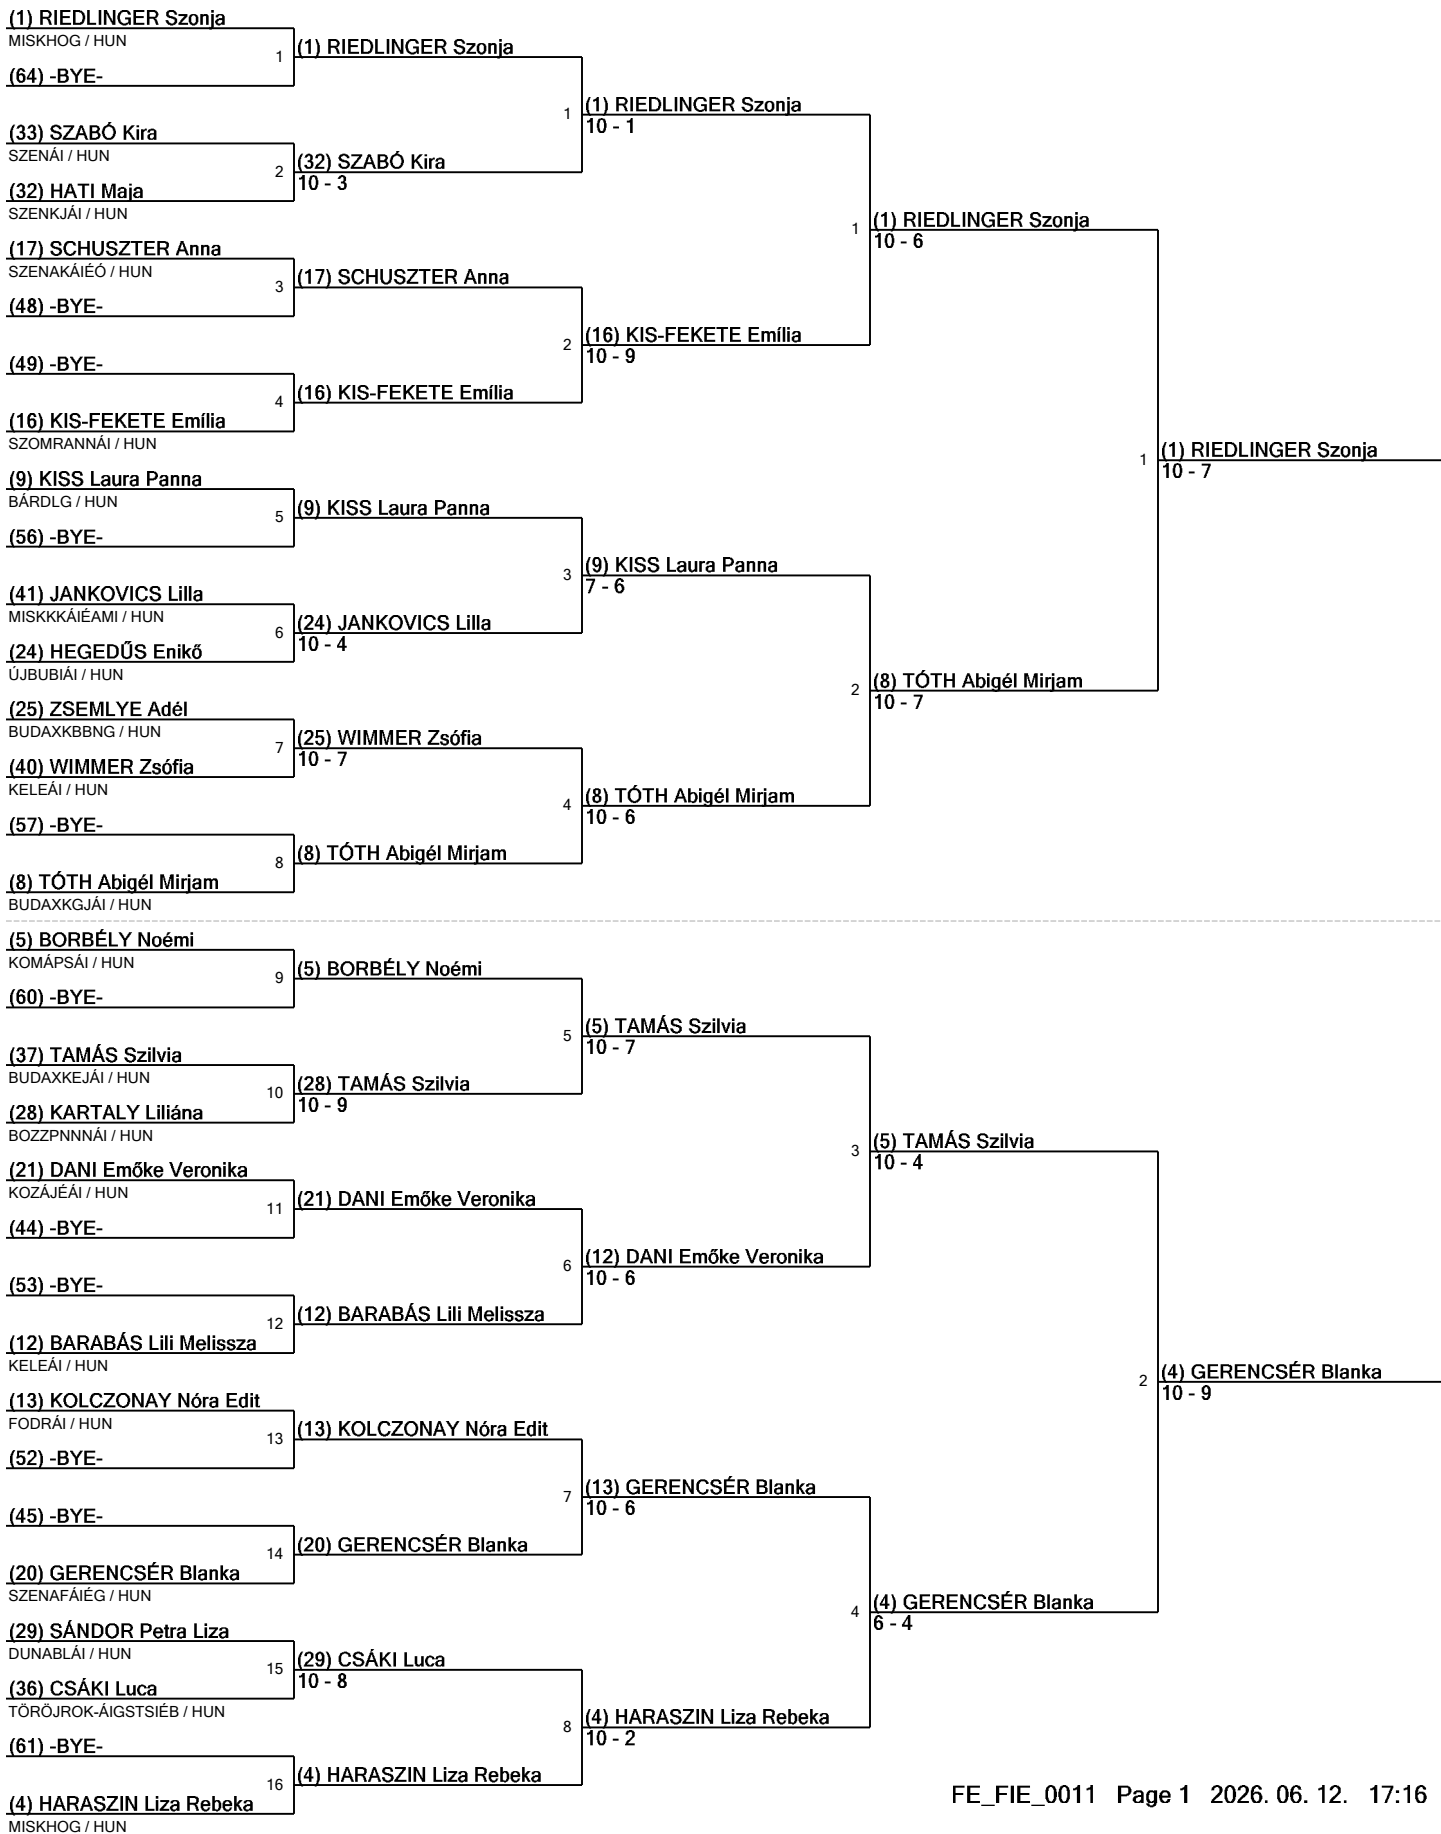 (1) RIEDLINGER Szonja
MISKHOG / HUN
1
(64) -BYE-
(33) SZABÓ Kira
SZENÁI / HUN
2
(32) HATI Maja
SZENKJÁI / HUN
(17) SCHUSZTER Anna
SZENAKÁIÉÓ / HUN
3
(48) -BYE-
(49) -BYE-
4
(16) KIS-FEKETE Emília
SZOMRANNÁI / HUN
(9) KISS Laura Panna
BÁRDLG / HUN
5
(56) -BYE-
(41) JANKOVICS Lilla
MISKKKÁIÉAMI / HUN
6
(24) HEGEDŰS Enikő
ÚJBUBIÁI / HUN
(25) ZSEMLYE Adél
BUDAXKBBNG / HUN
7
(40) WIMMER Zsófia
KELEÁI / HUN
(57) -BYE-
8
(8) TÓTH Abigél Mirjam
BUDAXKGJÁI / HUN
(5) BORBÉLY Noémi
KOMÁPSÁI / HUN
9
(60) -BYE-
(37) TAMÁS Szilvia
BUDAXKEJÁI / HUN
10
(28) KARTALY Liliána
BOZZPNNNÁI / HUN
(21) DANI Emőke Veronika
KOZÁJÉÁI / HUN
11
(44) -BYE-
(53) -BYE-
12
(12) BARABÁS Lili Melissza
KELEÁI / HUN
(13) KOLCZONAY Nóra Edit
FODRÁI / HUN
13
(52) -BYE-
(45) -BYE-
14
(20) GERENCSÉR Blanka
SZENAFÁIÉG / HUN
(29) SÁNDOR Petra Liza
DUNABLÁI / HUN
15
(36) CSÁKI Luca
TÖRÖJROK-ÁIGSTSIÉB / HUN
(61) -BYE-
16
(4) HARASZIN Liza Rebeka
MISKHOG / HUN
(1) RIEDLINGER Szonja
1
(32) SZABÓ Kira
10 - 3
(17) SCHUSZTER Anna
2
(16) KIS-FEKETE Emília
(9) KISS Laura Panna
3
(24) JANKOVICS Lilla
10 - 4
(25) WIMMER Zsófia
10 - 7
4
(8) TÓTH Abigél Mirjam
(5) BORBÉLY Noémi
5
(28) TAMÁS Szilvia
10 - 9
(21) DANI Emőke Veronika
6
(12) BARABÁS Lili Melissza
(13) KOLCZONAY Nóra Edit
7
(20) GERENCSÉR Blanka
(29) CSÁKI Luca
10 - 8
8
(4) HARASZIN Liza Rebeka
(1) RIEDLINGER Szonja
10 - 1
1
(16) KIS-FEKETE Emília
10 - 9
(9) KISS Laura Panna
7 - 6
2
(8) TÓTH Abigél Mirjam
10 - 6
(5) TAMÁS Szilvia
10 - 7
3
(12) DANI Emőke Veronika
10 - 6
(13) GERENCSÉR Blanka
10 - 6
4
(4) HARASZIN Liza Rebeka
10 - 2
(1) RIEDLINGER Szonja
10 - 6
1
(8) TÓTH Abigél Mirjam
10 - 7
(5) TAMÁS Szilvia
10 - 4
2
(4) GERENCSÉR Blanka
6 - 4
(1) RIEDLINGER Szonja
10 - 7
(4) GERENCSÉR Blanka
10 - 9
FE_FIE_0011 Page 1 2026. 06. 12. 17:16